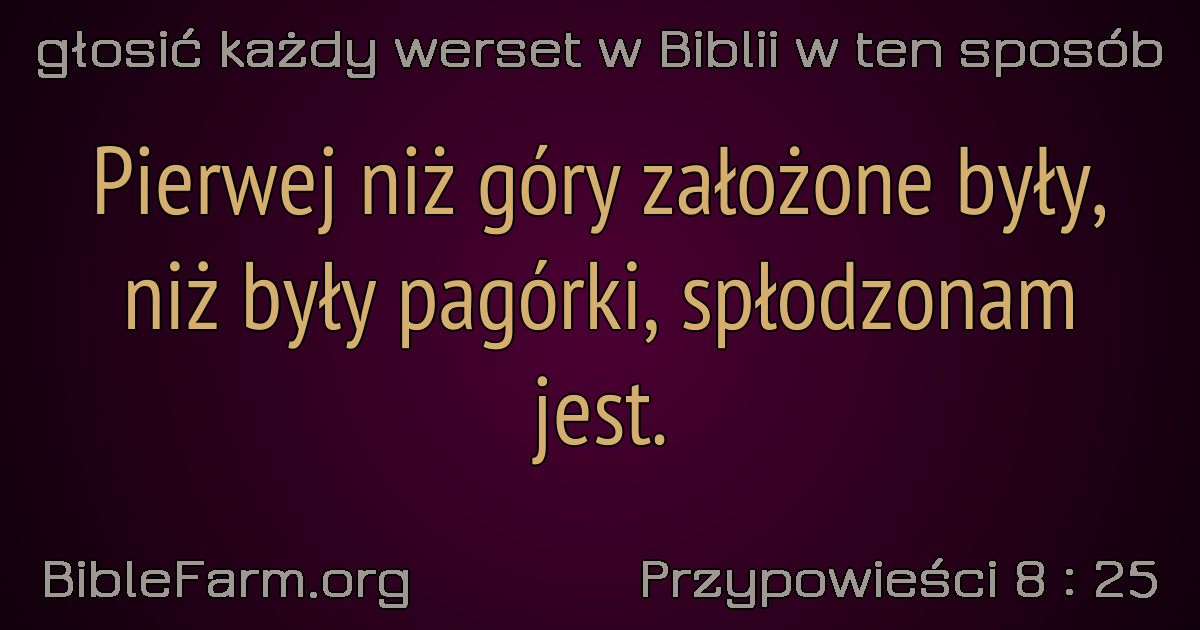 głosić każdy werset w Biblii w ten sposób
Pierwej niż góry założone były,
niż były pagórki, spłodzonam
jest.
BibleFarm.org
Przypowieści 8 : 25